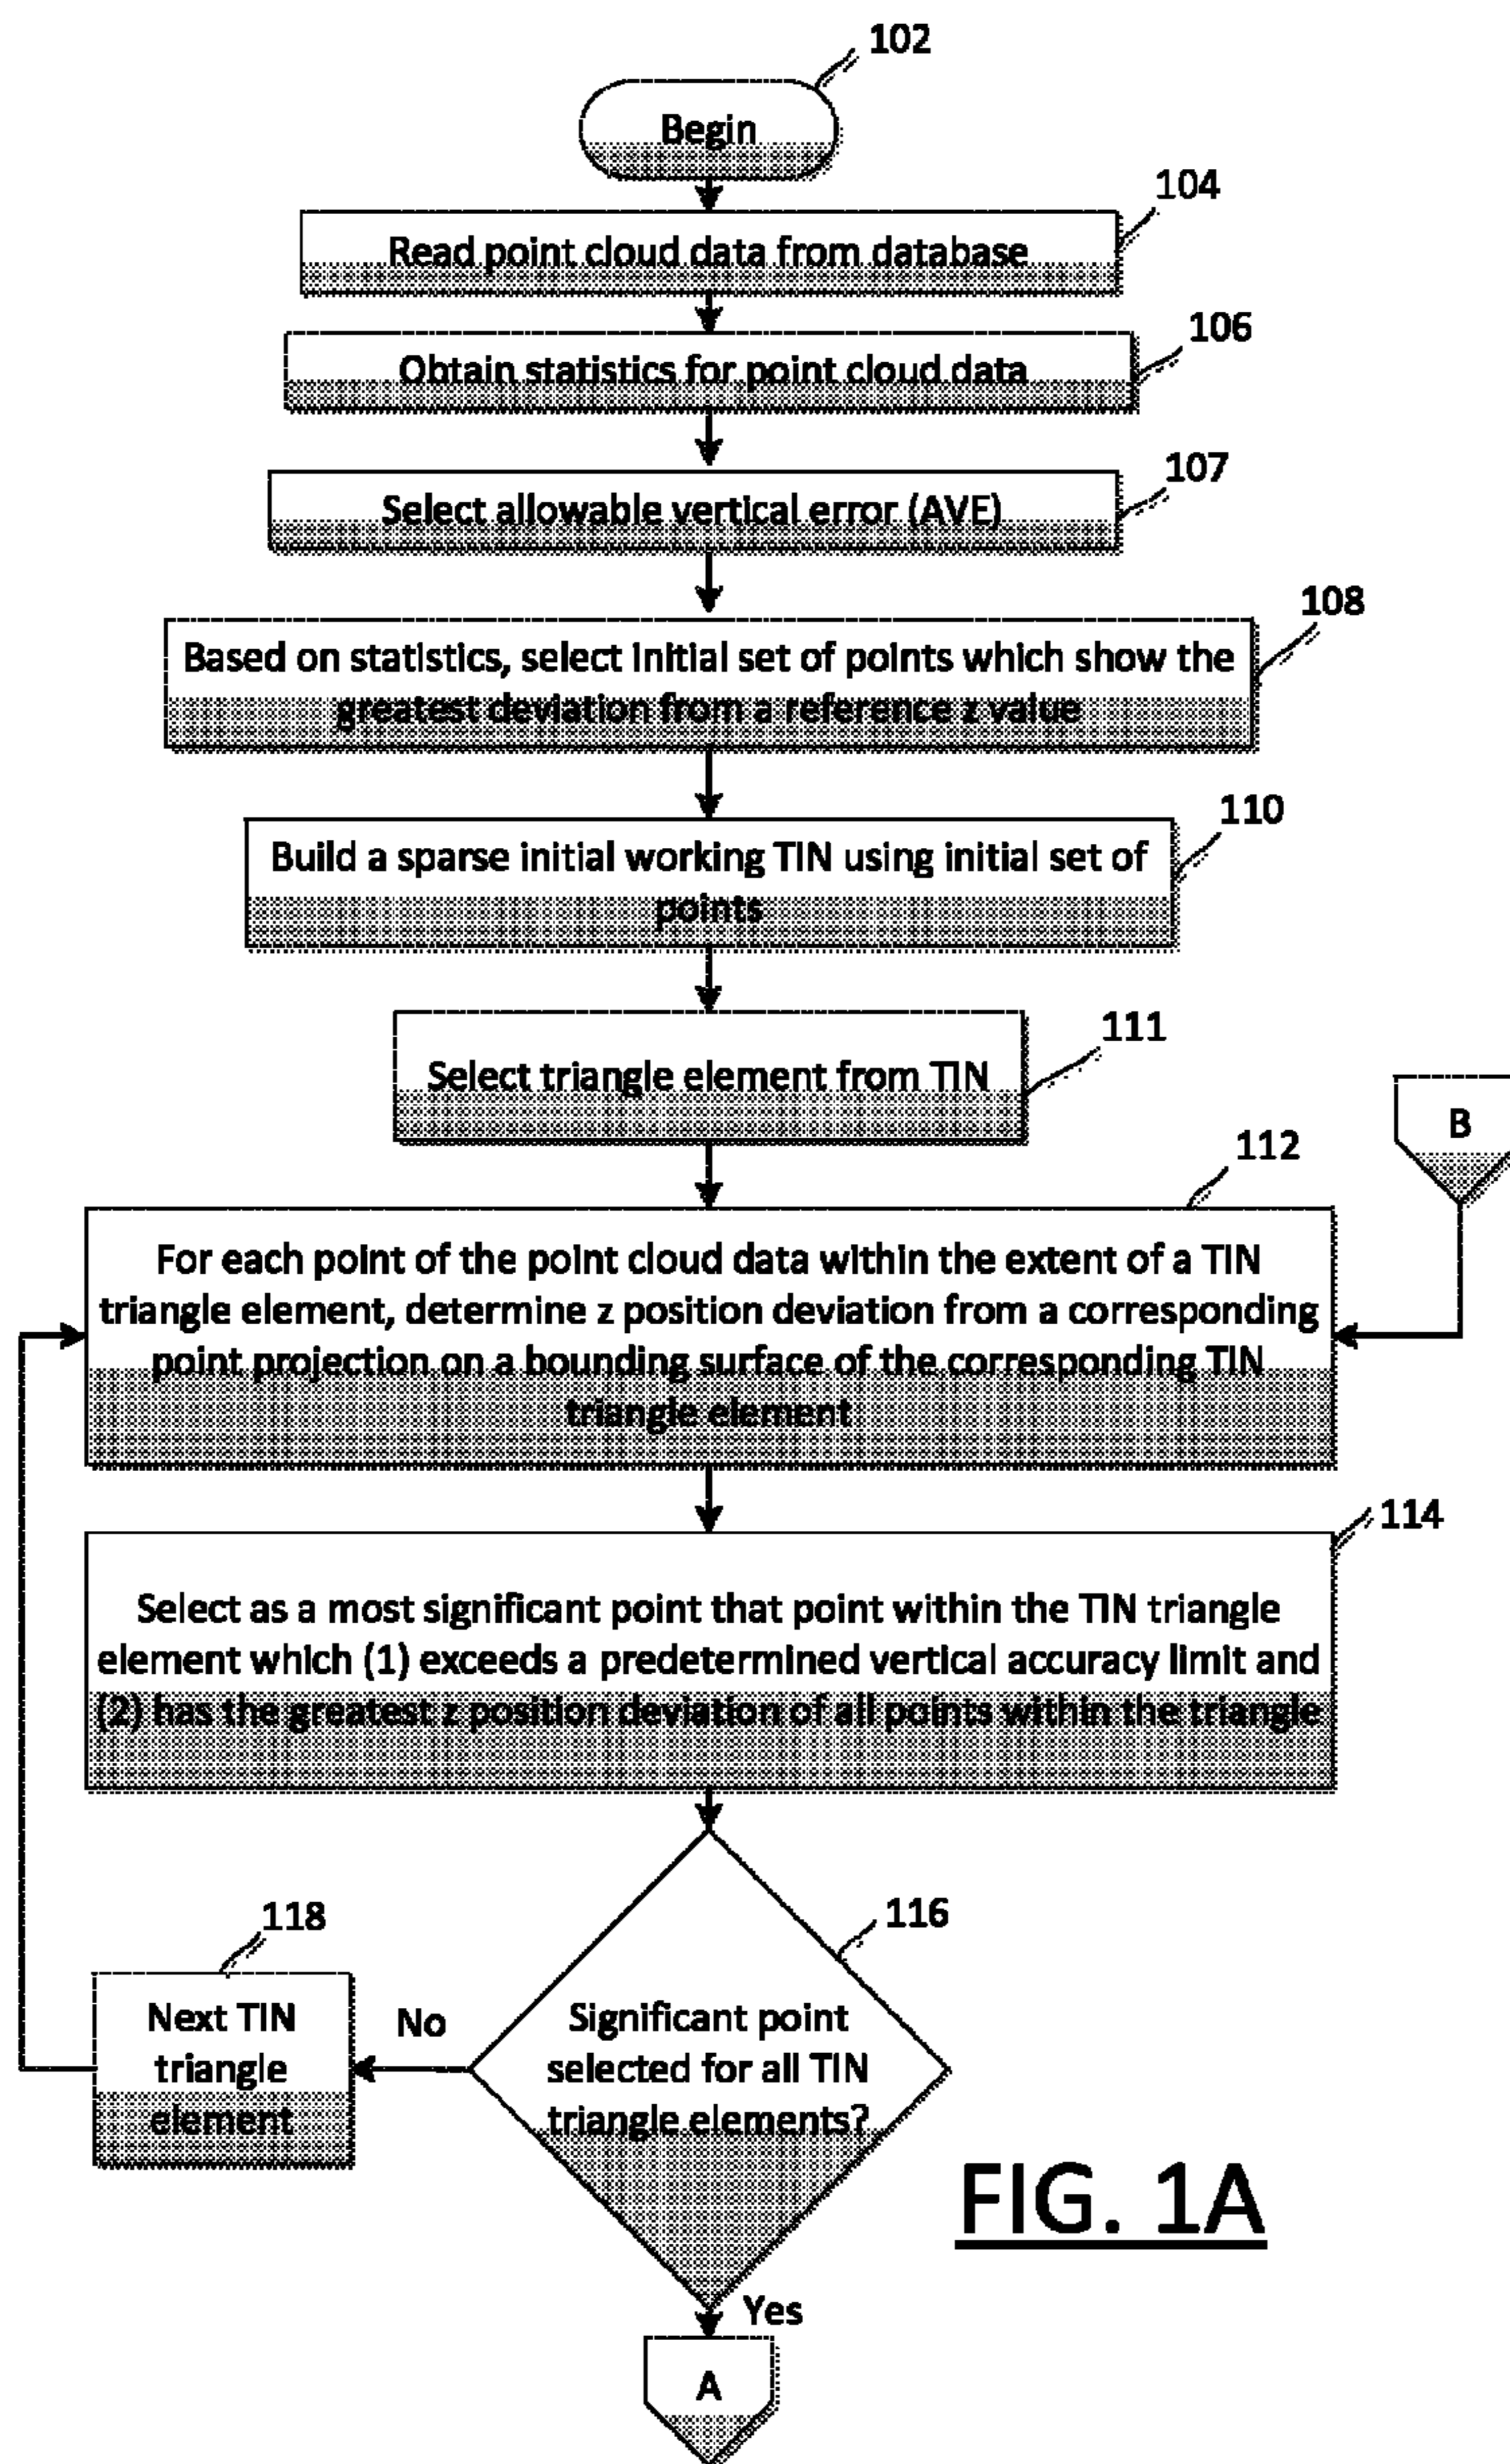 102
Begin
104
Read point cloud data from database
106
Obtain statistics for point cloud data
107
Select allowable vertical error (AVE)
108
Based on statistics, select initial set of points which show the
greatest deviation from a reference z value
110
Build a sparse initial working TIN using initial set of
points
111
Select triangle element from TIN
B
112
For each point of the point cloud data within the extent of a TIN
triangle element, determine z position deviation from a corresponding
point projection on a bounding surface of the corresponding TIN
triangle element
114
Select as a most significant point that point within the TIN triangle
element which (1) exceeds a predetermined vertical accuracy limit and
(2) has the greatest z position deviation of all points within the triangle
116
Significant point
selected for all TIN
triangle elements?
No
118
Next TIN
triangle
element
Yes
A
FIG. 1A